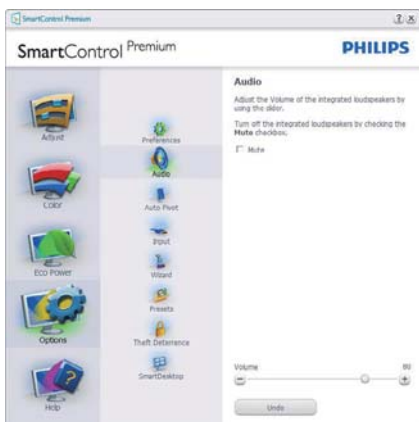 SmartControl Premium
SmartControl Premium
PHILIPS
Adjust
Color
Eco Power
Options
Help
Preferences
Audio
Auto Pivot
Input
Wizard
Presets
Theft Deterrence
SmartDesktop
Audio
Adjust the Volume of the integrated loudspeakers by
using the slider.
Turn off the integrated loudspeakers by checking the
Mute checkbox.
Mute
Volume
Undo